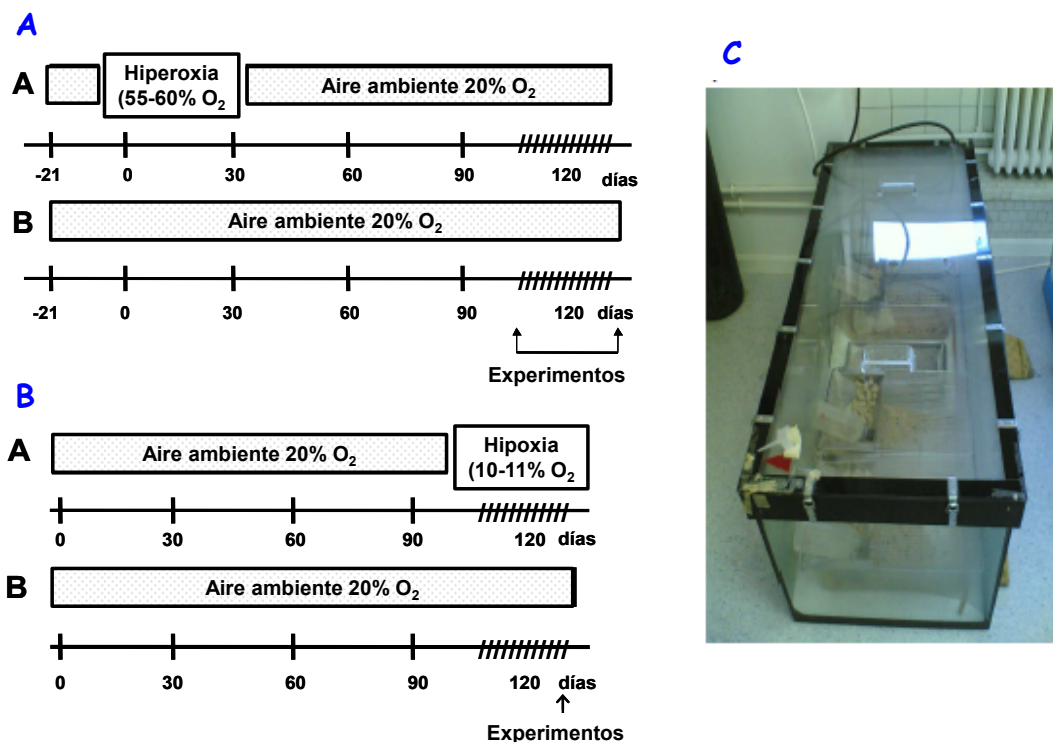 A
A
Hiperoxia
(55-60% O₂
Aire ambiente 20% O₂
-21 0 30 60 90 120 días
B
Aire ambiente 20% O₂
-21 0 30 60 90 120 días
Experimentos
B
A
Aire ambiente 20% O₂
Hipoxia
(10-11% O₂
0 30 60 90 120 días
B
Aire ambiente 20% O₂
0 30 60 90 120 días
Experimentos
C